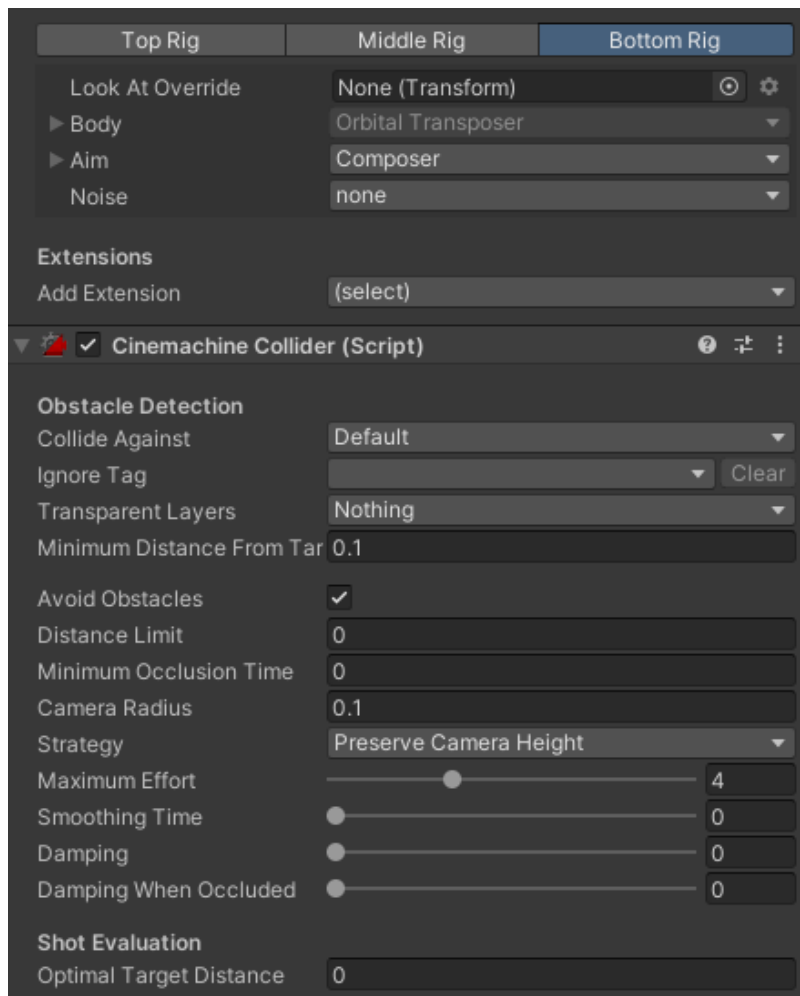 Top Rig Middle Rig Bottom Rig
Look At Override None (Transform)
Body Orbital Transposer
Aim Composer
Noise none
Extensions
Add Extension (select)
Cinemachine Collider (Script)
Obstacle Detection
Collide Against Default
Ignore Tag Clear
Transparent Layers Nothing
Minimum Distance From Tar 0.1
Avoid Obstacles
Distance Limit 0
Minimum Occlusion Time 0
Camera Radius 0.1
Strategy Preserve Camera Height
Maximum Effort 4
Smoothing Time 0
Damping 0
Damping When Occluded 0
Shot Evaluation
Optimal Target Distance 0